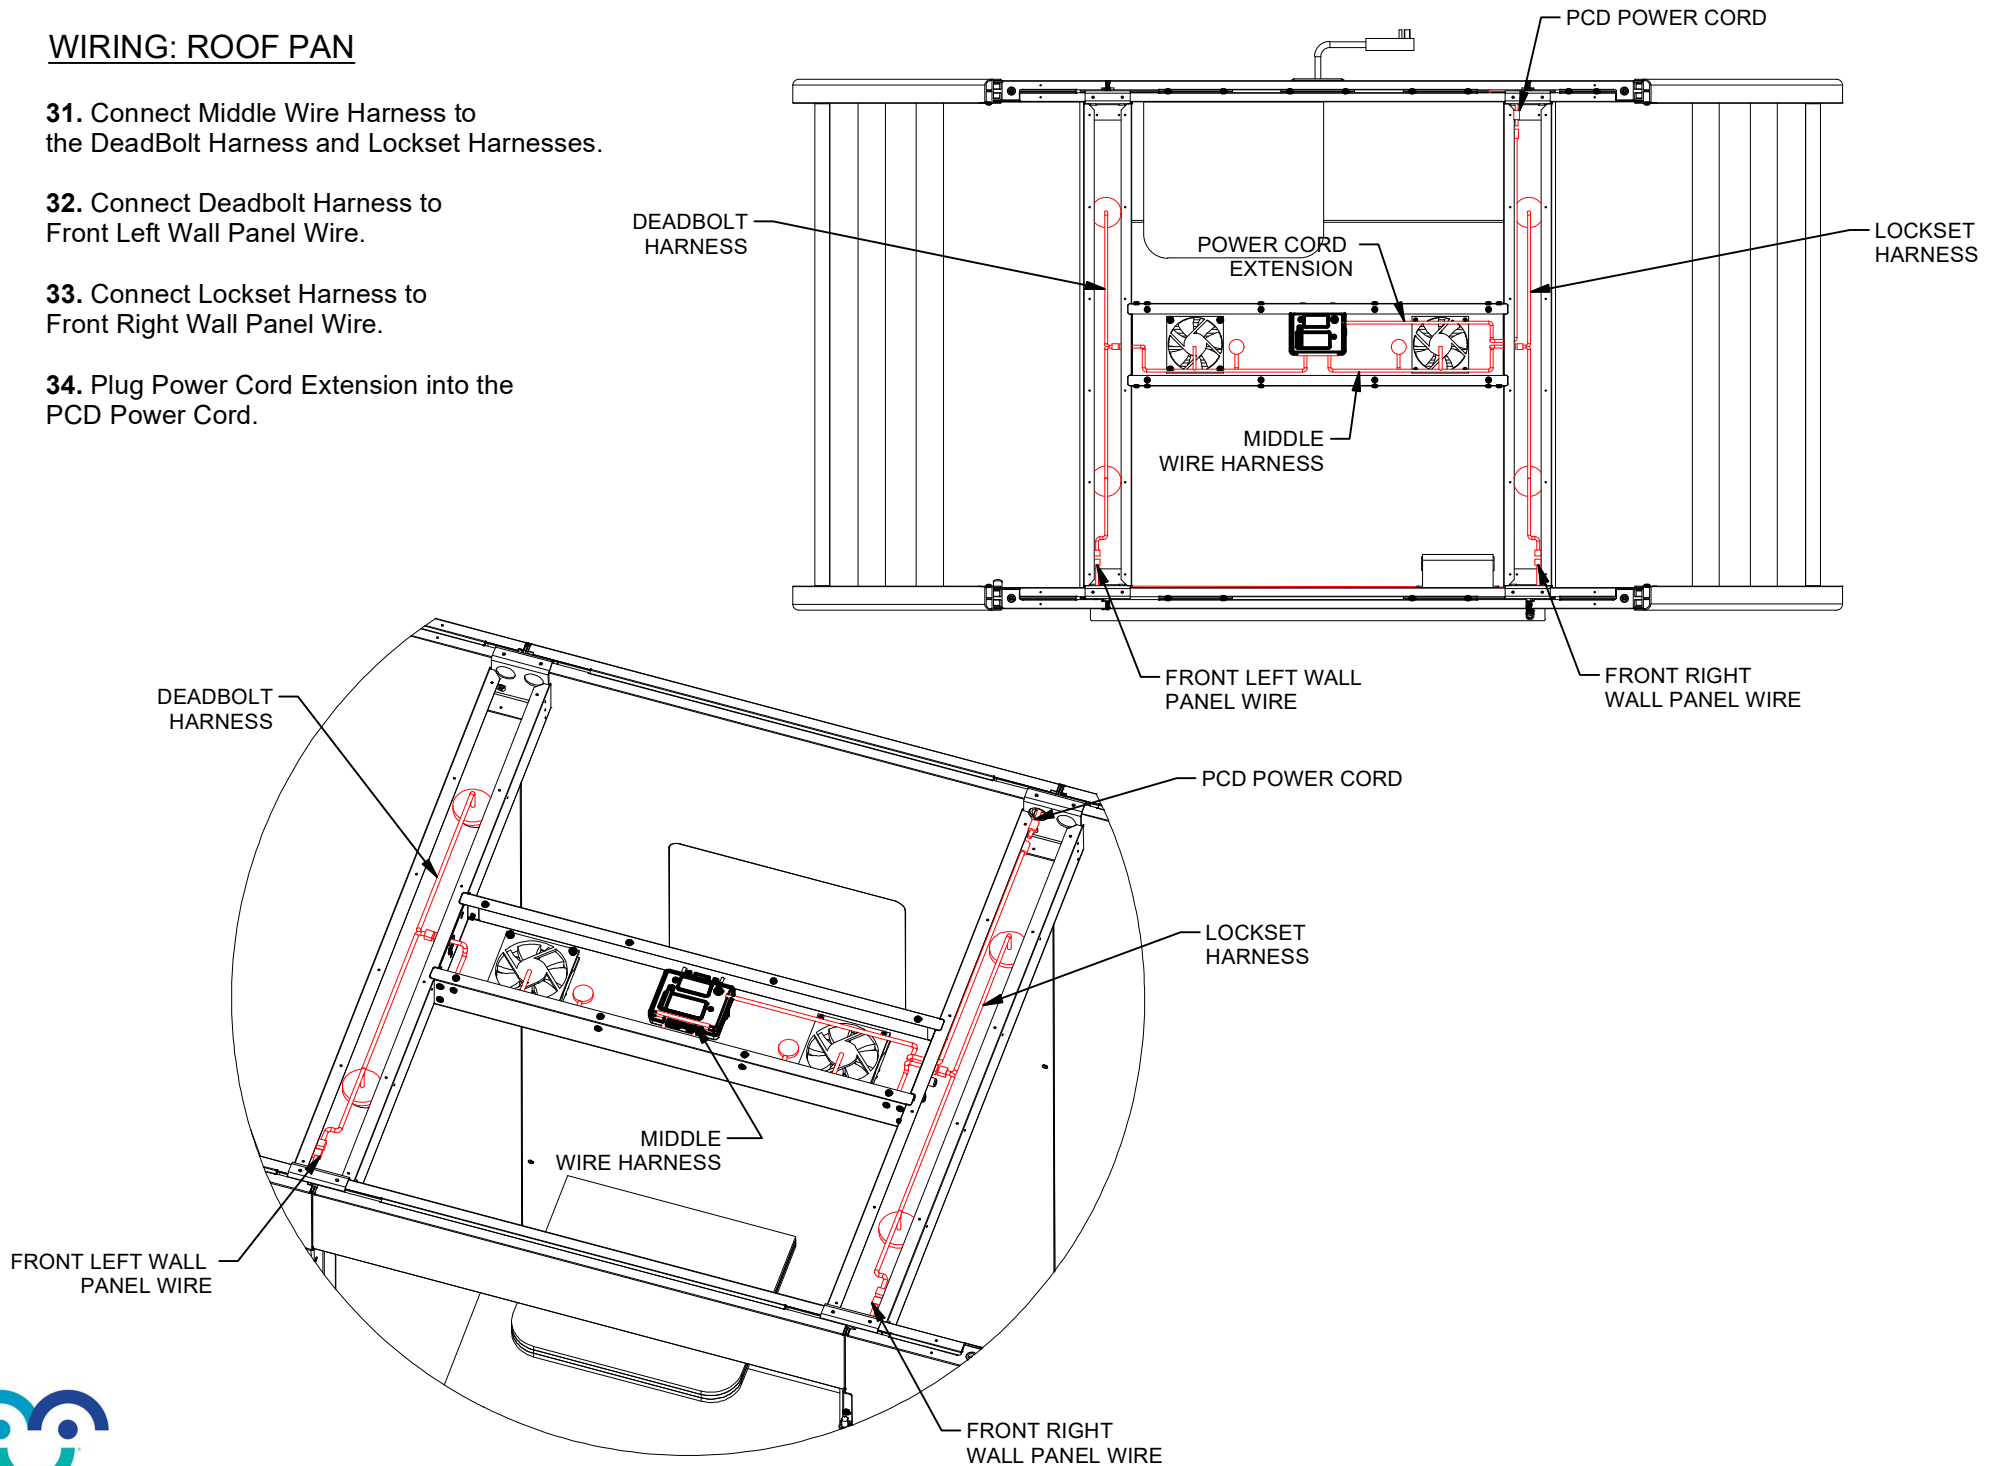 WIRING: ROOF PAN
31. Connect Middle Wire Harness to
the DeadBolt Harness and Lockset Harnesses.
32. Connect Deadbolt Harness to
Front Left Wall Panel Wire.
33. Connect Lockset Harness to
Front Right Wall Panel Wire.
34. Plug Power Cord Extension into the
PCD Power Cord.
PCD POWER CORD
DEADBOLT
HARNESS
POWER CORD
EXTENSION
LOCKSET
HARNESS
MIDDLE
WIRE HARNESS
FRONT LEFT WALL
PANEL WIRE
FRONT RIGHT
WALL PANEL WIRE
DEADBOLT
HARNESS
PCD POWER CORD
LOCKSET
HARNESS
MIDDLE
WIRE HARNESS
FRONT LEFT WALL
PANEL WIRE
FRONT RIGHT
WALL PANEL WIRE